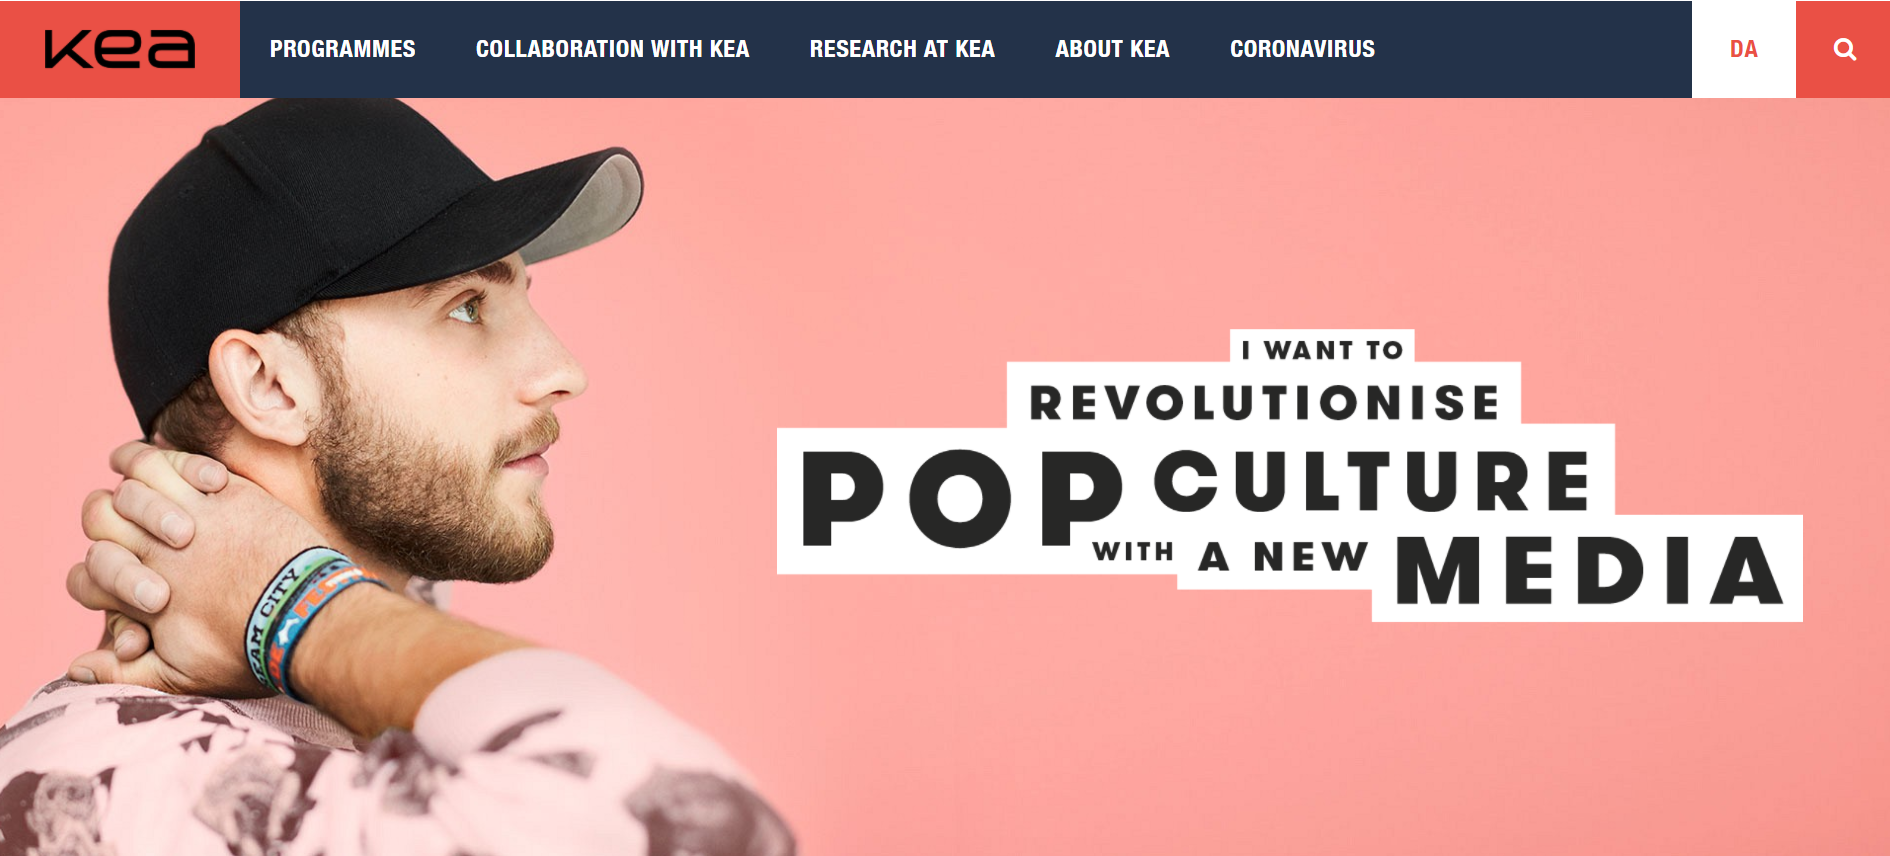 kea
PROGRAMMES COLLABORATION WITH KEA RESEARCH AT KEA ABOUT KEA CORONAVIRUS DA
I WANT TO
REVOLUTIONISE
POP CULTURE
WITH A NEW MEDIA
AM CITY